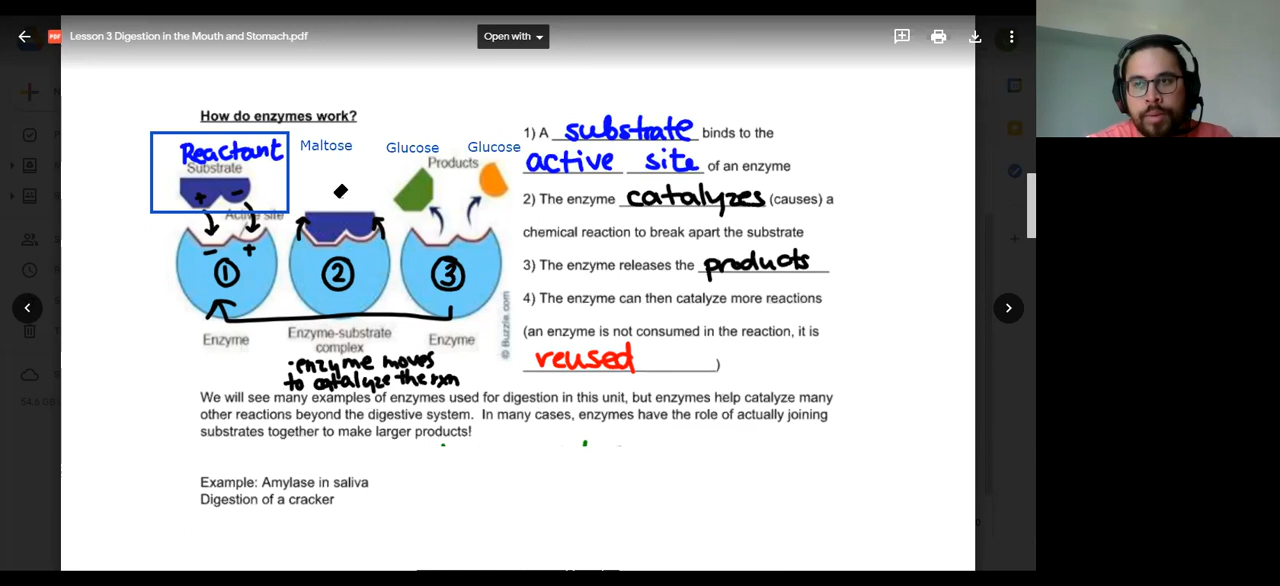 Lesson 3 Digestion in the Mouth and Stomach.pdf
Open with
How do enzymes work?
Reactant
Substrate
Maltose
Glucose
Glucose
Products
Active site
+ -
- +
1
2
3
Enzyme
Enzyme-substrate
complex
Enzyme
© Buzzle.com
enzyme moves
to catalyze the rxn
1) A substrate binds to the
active site of an enzyme
2) The enzyme catalyzes (causes) a
chemical reaction to break apart the substrate
3) The enzyme releases the products
4) The enzyme can then catalyze more reactions
(an enzyme is not consumed in the reaction, it is
reused )
We will see many examples of enzymes used for digestion in this unit, but enzymes help catalyze many
other reactions beyond the digestive system. In many cases, enzymes have the role of actually joining
substrates together to make larger products!
Example: Amylase in saliva
Digestion of a cracker